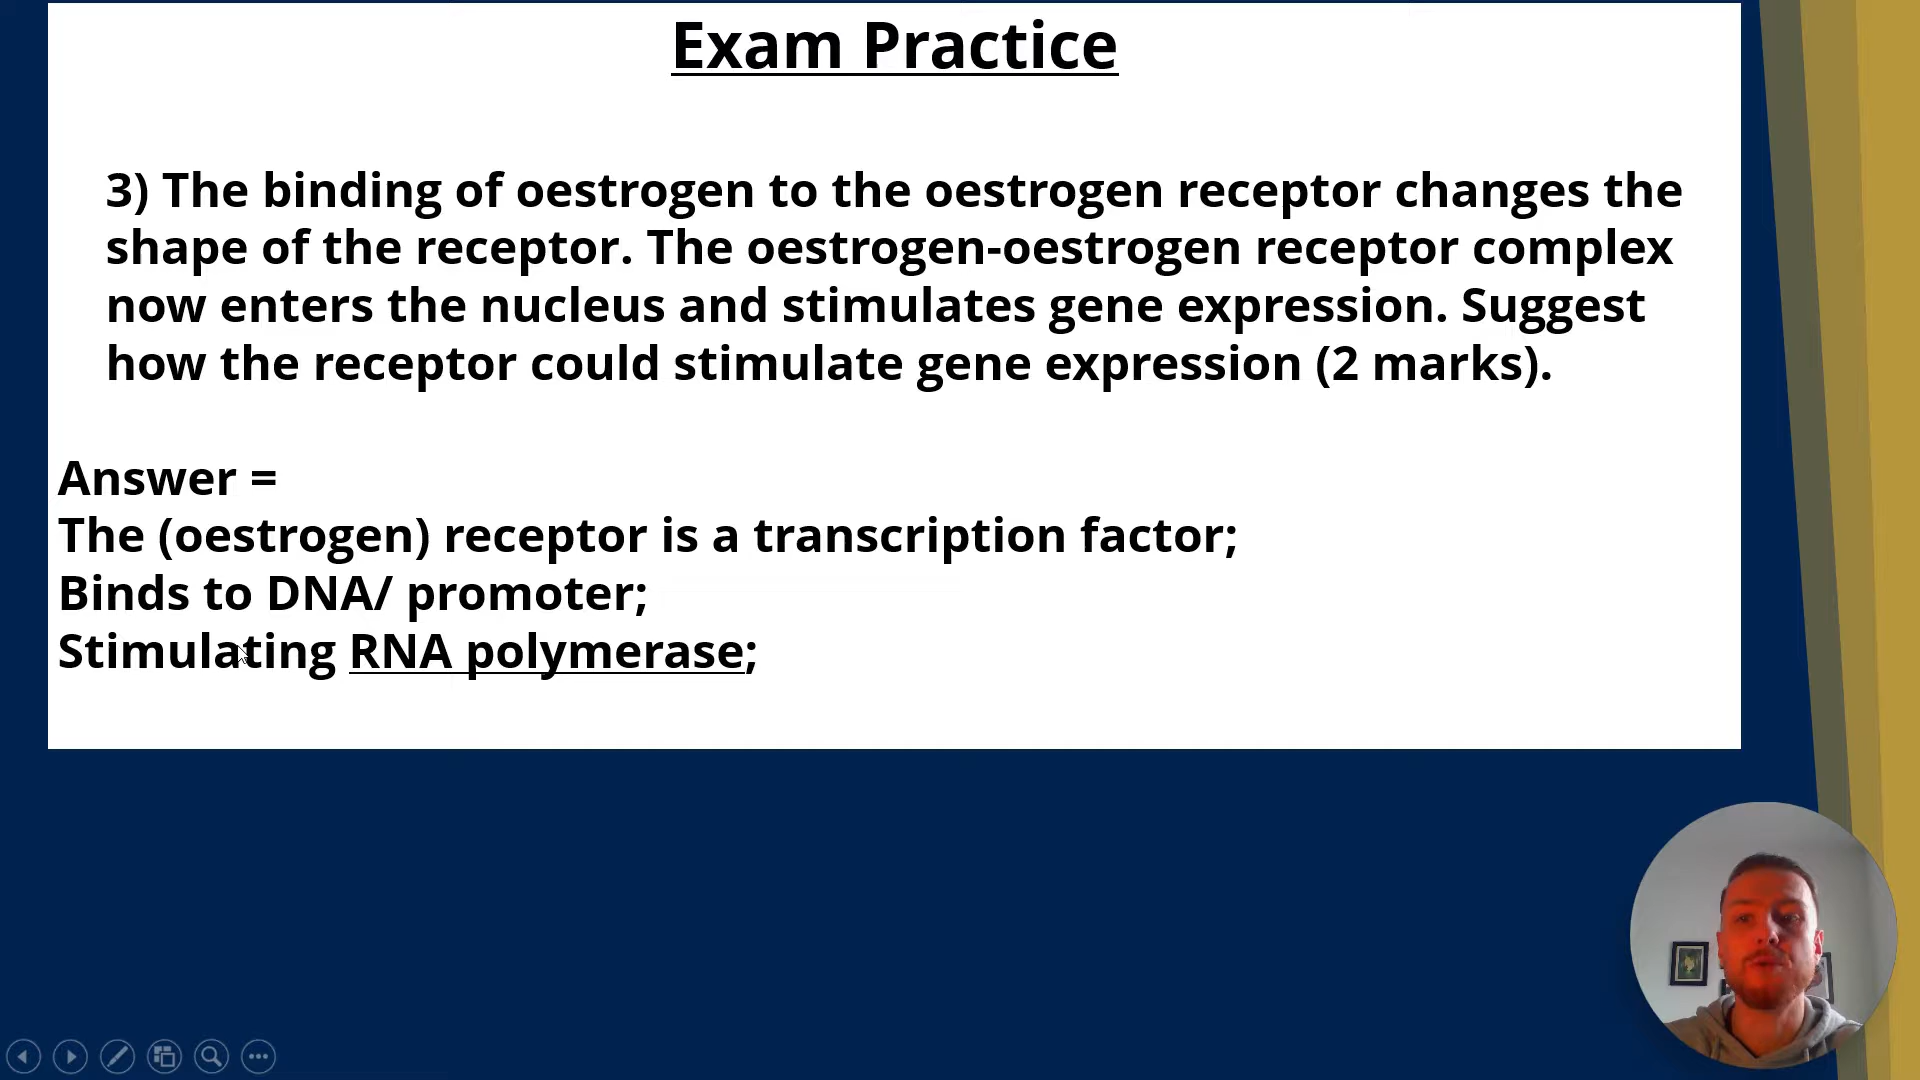 Exam Practice
3) The binding of oestrogen to the oestrogen receptor changes the
shape of the receptor. The oestrogen-oestrogen receptor complex
now enters the nucleus and stimulates gene expression. Suggest
how the receptor could stimulate gene expression (2 marks).
Answer =
The (oestrogen) receptor is a transcription factor;
Binds to DNA/ promoter;
Stimulating RNA polymerase;